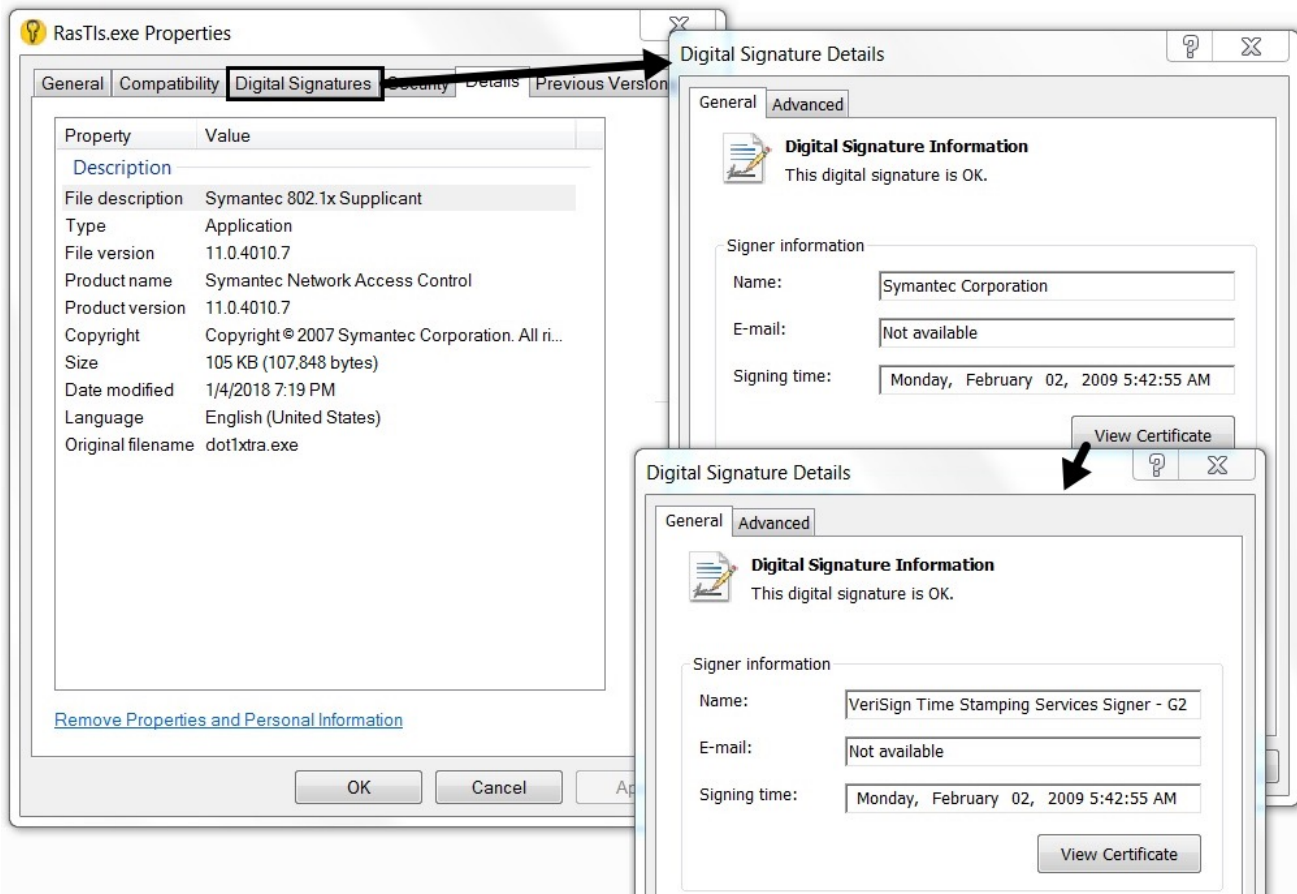 RasTls.exe Properties
General Compatibility Digital Signatures Security Details Previous Version
Property Value
Description
File description Symantec 802.1x Supplicant
Type Application
File version 11.0.4010.7
Product name Symantec Network Access Control
Product version 11.0.4010.7
Copyright Copyright © 2007 Symantec Corporation. All ri...
Size 105 KB (107,848 bytes)
Date modified 1/4/2018 7:19 PM
Language English (United States)
Original filename dot1xtra.exe
Remove Properties and Personal Information
OK Cancel Ap
Digital Signature Details
General Advanced
Digital Signature Information
This digital signature is OK.
Signer information
Name: Symantec Corporation
E-mail: Not available
Signing time: Monday, February 02, 2009 5:42:55 AM
View Certificate
Digital Signature Details
General Advanced
Digital Signature Information
This digital signature is OK.
Signer information
Name: VeriSign Time Stamping Services Signer - G2
E-mail: Not available
Signing time: Monday, February 02, 2009 5:42:55 AM
View Certificate